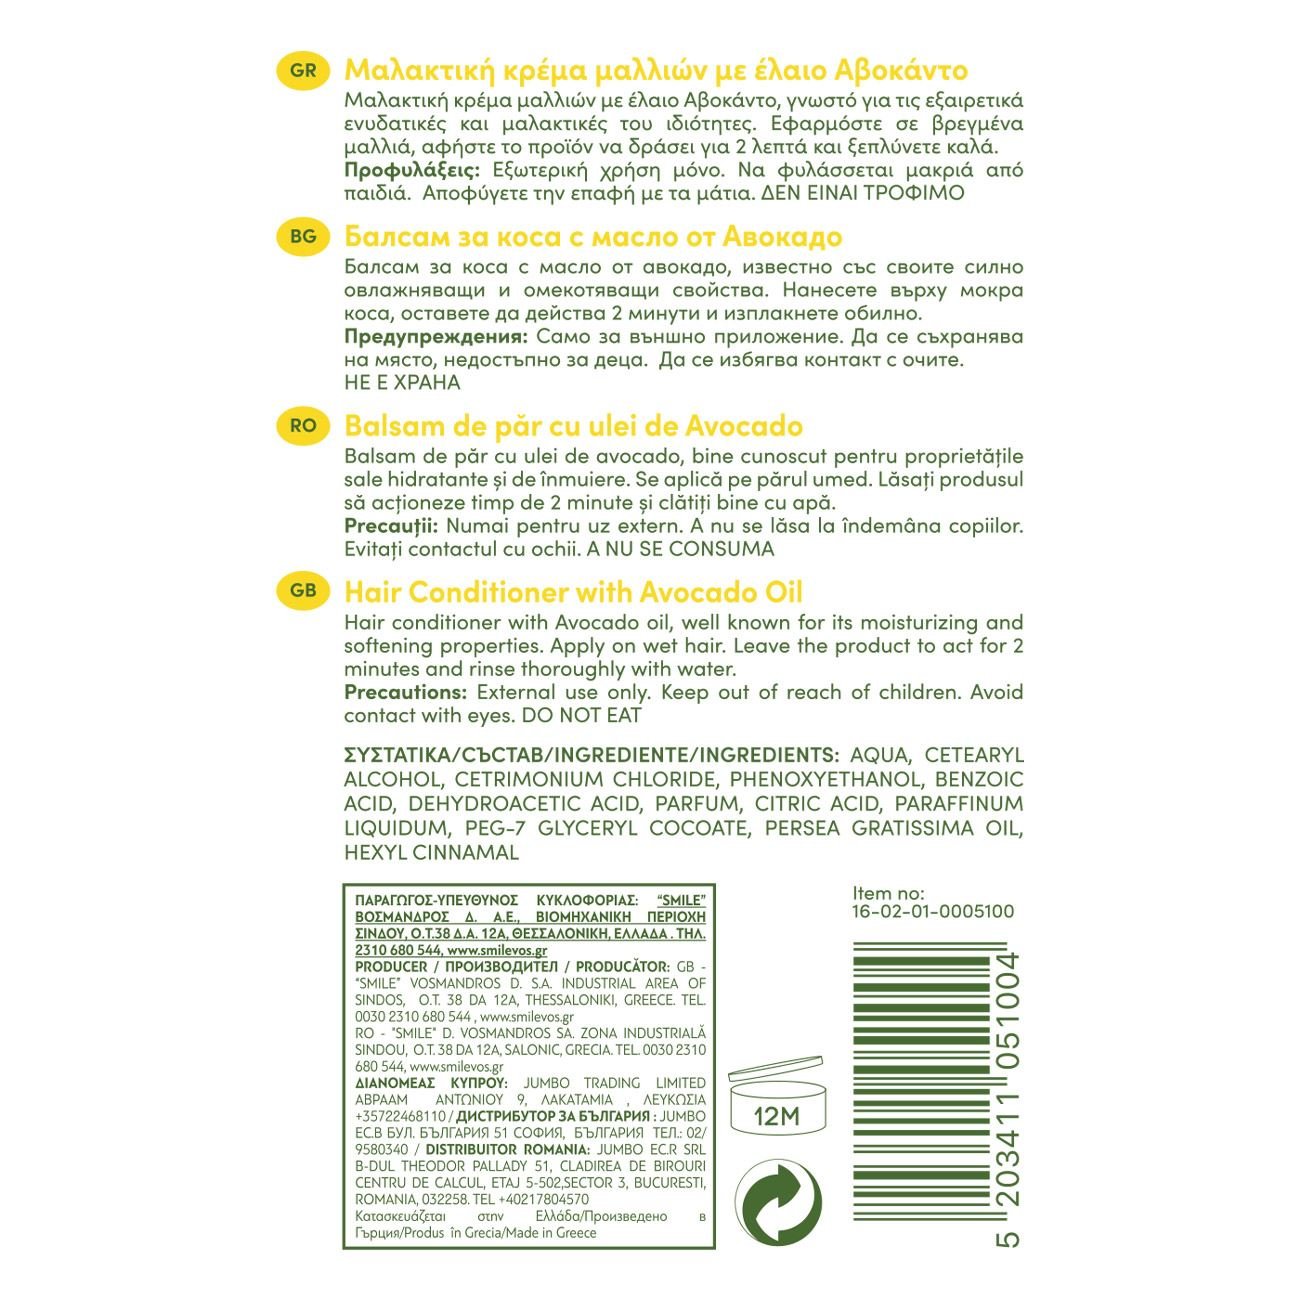 GR Μαλακτική κρέμα μαλλιών με έλαιο Αβοκάντο
Μαλακτική κρέμα μαλλιών με έλαιο Αβοκάντο, γνωστό για τις εξαιρετικά
ενυδατικές και μαλακτικές του ιδιότητες. Εφαρμόστε σε βρεγμένα
μαλλιά, αφήστε το προϊόν να δράσει για 2 λεπτά και ξεπλύνετε καλά.
Προφυλάξεις: Εξωτερική χρήση μόνο. Να φυλάσσεται μακριά από
παιδιά. Αποφύγετε την επαφή με τα μάτια. ΔΕΝ ΕΙΝΑΙ ΤΡΟΦΙΜΟ
BG Балсам за коса с масло от Авокадо
Балсам за коса с масло от авокадо, известно със своите силно
овлажняващи и омекотяващи свойства. Нанесете върху мокра
коса, оставете да действа 2 минути и изплакнете обилно.
Предупреждения: Само за външно приложение. Да се съхранява
на място, недостъпно за деца. Да се избягва контакт с очите.
НЕ Е ХРАНА
RO Balsam de păr cu ulei de Avocado
Balsam de păr cu ulei de avocado, bine cunoscut pentru proprietățile
sale hidratante și de înmuiere. Se aplică pe părul umed. Lăsați produsul
să acționeze timp de 2 minute și clătiți bine cu apă.
Precauții: Numai pentru uz extern. A nu se lăsa la îndemâna copiilor.
Evitați contactul cu ochii. A NU SE CONSUMA
GB Hair Conditioner with Avocado Oil
Hair conditioner with Avocado oil, well known for its moisturizing and
softening properties. Apply on wet hair. Leave the product to act for 2
minutes and rinse thoroughly with water.
Precautions: External use only. Keep out of reach of children. Avoid
contact with eyes. DO NOT EAT
ΣΥΣΤΑΤΙΚΑ/СЪСТАВ/INGREDIENTE/INGREDIENTS: AQUA, CETEARYL
ALCOHOL, CETRIMONIUM CHLORIDE, PHENOXYETHANOL, BENZOIC
ACID, DEHYDROACETIC ACID, PARFUM, CITRIC ACID, PARAFFINUM
LIQUIDUM, PEG-7 GLYCERYL COCOATE, PERSEA GRATISSIMA OIL,
HEXYL CINNAMAL
ΠΑΡΑΓΩΓΟΣ-ΥΠΕΥΘΥΝΟΣ ΚΥΚΛΟΦΟΡΙΑΣ: "SMILE"
ΒΟΣΜΑΝΔΡΟΣ Δ. Α.Ε., ΒΙΟΜΗΧΑΝΙΚΗ ΠΕΡΙΟΧΗ
ΣΙΝΔΟΥ, Ο.Τ.38 Δ.Α. 12Α, ΘΕΣΣΑΛΟΝΙΚΗ, ΕΛΛΑΔΑ . ΤΗΛ.
2310 680 544, www.smilevos.gr
PRODUCER / ПРОИЗВОДИТЕЛ / PRODUCĂTOR: GB -
"SMILE" VOSMANDROS D. S.A. INDUSTRIAL AREA OF
SINDOS, O.T. 38 DA 12A, THESSALONIKI, GREECE. TEL.
0030 2310 680 544 , www.smilevos.gr
RO - "SMILE" D. VOSMANDROS SA. ZONA INDUSTRIALĂ
SINDOU, O.T. 38 DA 12A, SALONIC, GRECIA. TEL. 0030 2310
680 544, www.smilevos.gr
ΔΙΑΝΟΜΕΑΣ ΚΥΠΡΟΥ: JUMBO TRADING LIMITED
ΑΒΡΑΑΜ ΑΝΤΩΝΙΟΥ 9, ΛΑΚΑΤΑΜΙΑ , ΛΕΥΚΩΣΙΑ
+35722468110 / ДИСТРИБУТОР ЗА БЪЛГАРИЯ : JUMBO
EC.B БУЛ. БЪЛГАРИЯ 51 СОФИЯ, БЪЛГАРИЯ ТЕЛ.: 02/
9580340 / DISTRIBUITOR ROMANIA: JUMBO EC.R SRL
B-DUL THEODOR PALLADY 51, CLADIREA DE BIROURI
CENTRU DE CALCUL, ETAJ 5-502,SECTOR 3, BUCURESTI,
ROMANIA, 032258. TEL +40217804570
Κατασκευάζεται στην Ελλάδα/Произведено в
Гърция/Produs în Grecia/Made in Greece
12M
Item no:
16-02-01-0005100
5 203411 051004